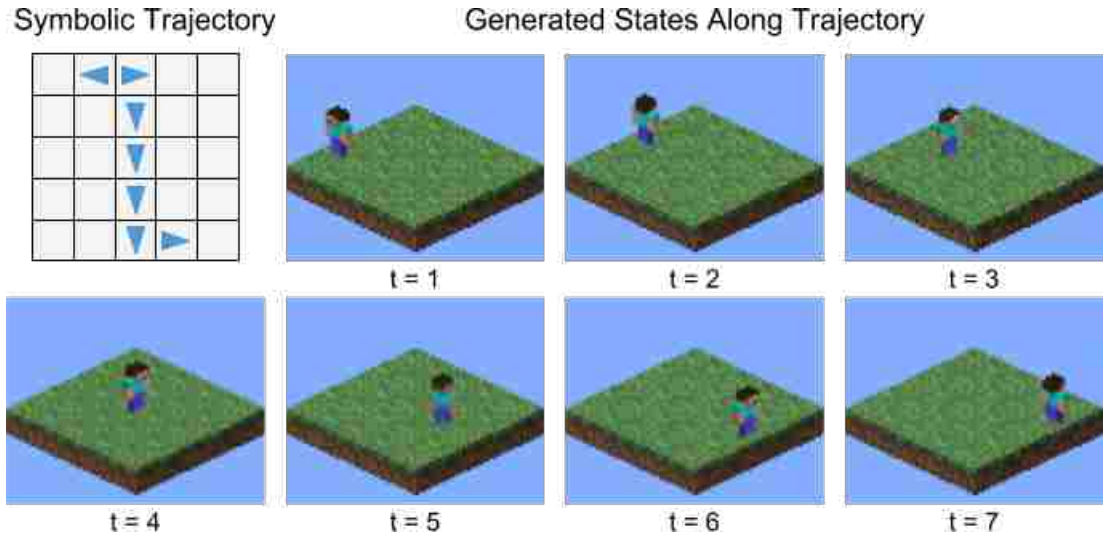 Symbolic Trajectory
Generated States Along Trajectory
t = 1
t = 2
t = 3
t = 4
t = 5
t = 6
t = 7